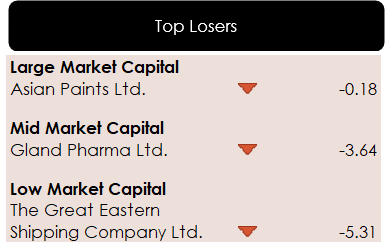 Top Losers
Large Market Capital
Asian Paints Ltd. -0.18
Mid Market Capital
Gland Pharma Ltd. -3.64
Low Market Capital
The Great Eastern
Shipping Company Ltd. -5.31